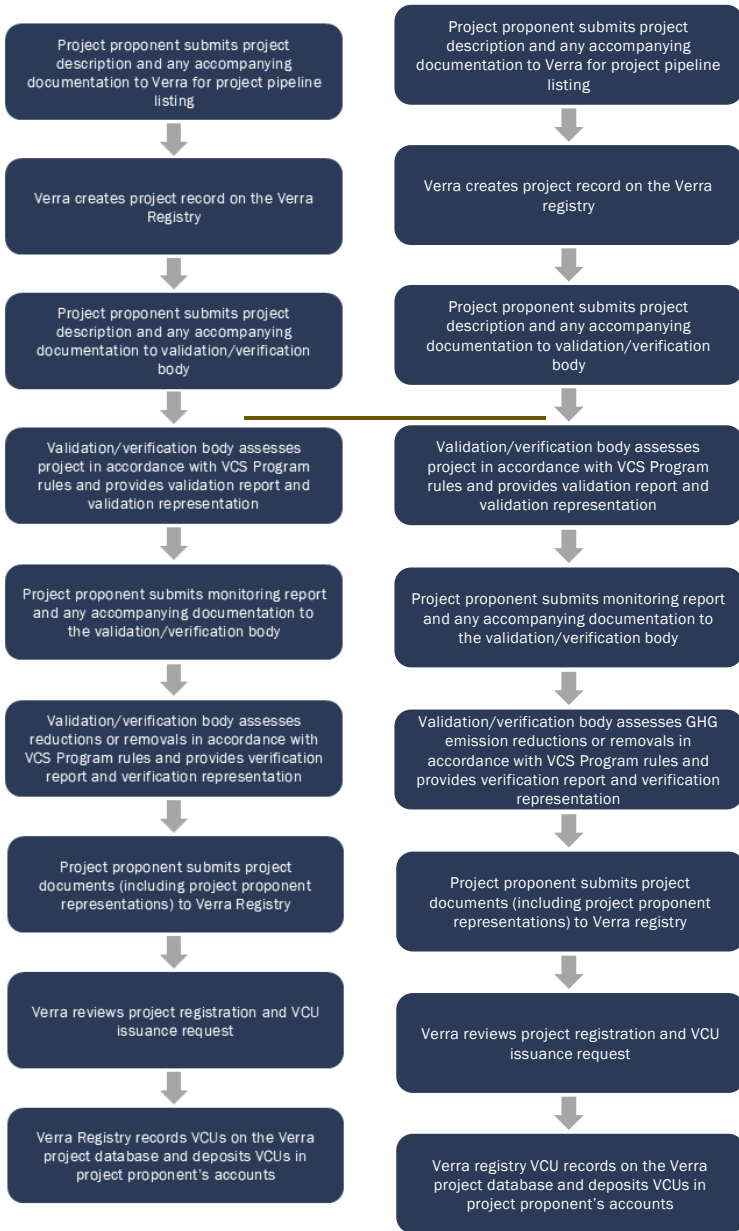 Project proponent submits project
description and any accompanying
documentation to Verra for project pipeline
listing
Verra creates project record on the Verra
Registry
Project proponent submits project
description and any accompanying
documentation to validation/verification
body
Validation/verification body assesses
project in accordance with VCS Program
rules and provides validation report and
validation representation
Project proponent submits monitoring report
and any accompanying documentation to
the validation/verification body
Validation/verification body assesses
reductions or removals in accordance with
VCS Program rules and provides verification
report and verification representation
Project proponent submits project
documents (including project proponent
representations) to Verra Registry
Verra reviews project registration and VCU
issuance request
Verra Registry records VCUs on the Verra
project database and deposits VCUs in
project proponent's accounts
Project proponent submits project
description and any accompanying
documentation to Verra for project pipeline
listing
Verra creates project record on the Verra
registry
Project proponent submits project
description and any accompanying
documentation to validation/verification
body
Validation/verification body assesses
project in accordance with VCS Program
rules and provides validation report and
validation representation
Project proponent submits monitoring report
and any accompanying documentation to
the validation/verification body
Validation/verification body assesses GHG
emission reductions or removals in
accordance with VCS Program rules and
provides verification report and verification
representation
Project proponent submits project
documents (including project proponent
representations) to Verra registry
Verra reviews project registration and VCU
issuance request
Verra registry VCU records on the Verra
project database and deposits VCUs in
project proponent's accounts